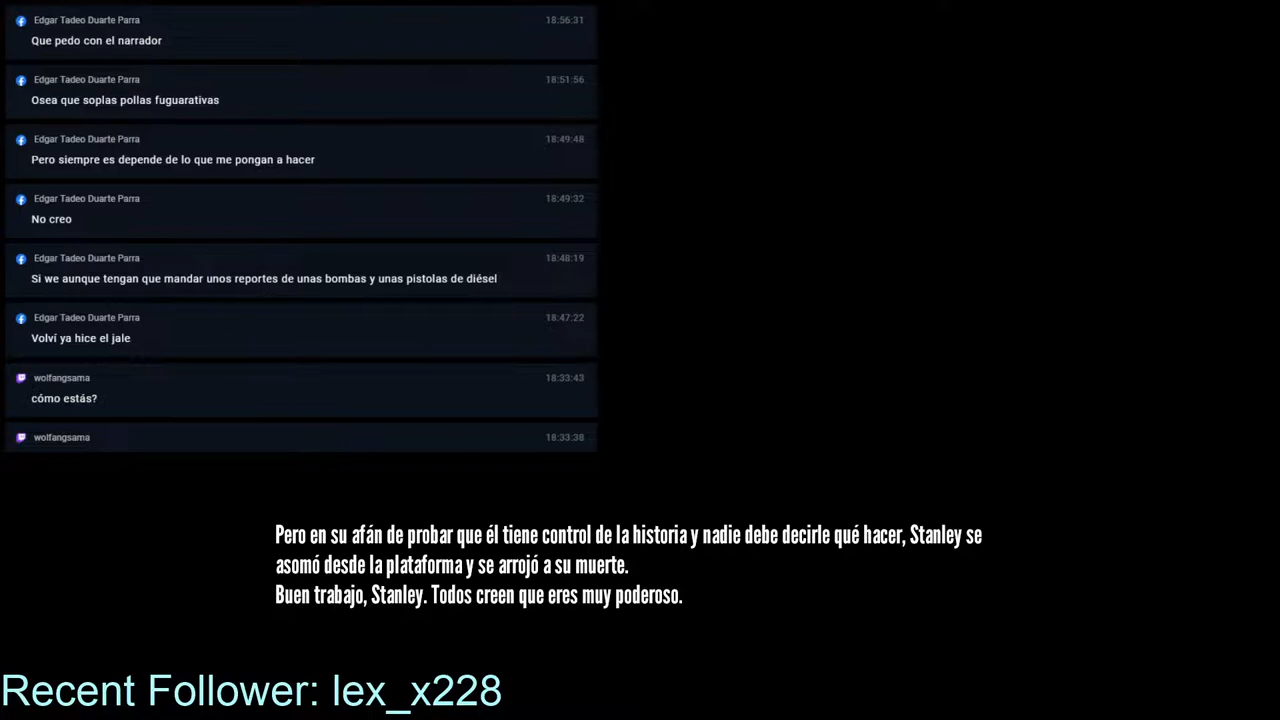 Edgar Tadeo Duarte Parra 18:56:31
Que pedo con el narrador
Edgar Tadeo Duarte Parra 18:51:56
Osea que soplas pollas fuguarativas
Edgar Tadeo Duarte Parra 18:49:48
Pero siempre es depende de lo que me pongan a hacer
Edgar Tadeo Duarte Parra 18:49:32
No creo
Edgar Tadeo Duarte Parra 18:48:19
Si we aunque tengan que mandar unos reportes de unas bombas y unas pistolas de diésel
Edgar Tadeo Duarte Parra 18:47:22
Volví ya hice el jale
wolfangsama 18:33:43
cómo estás?
wolfangsama 18:33:38
Pero en su afán de probar que él tiene control de la historia y nadie debe decirle qué hacer, Stanley se
asomó desde la plataforma y se arrojó a su muerte.
Buen trabajo, Stanley. Todos creen que eres muy poderoso.
Recent Follower: lex_x228